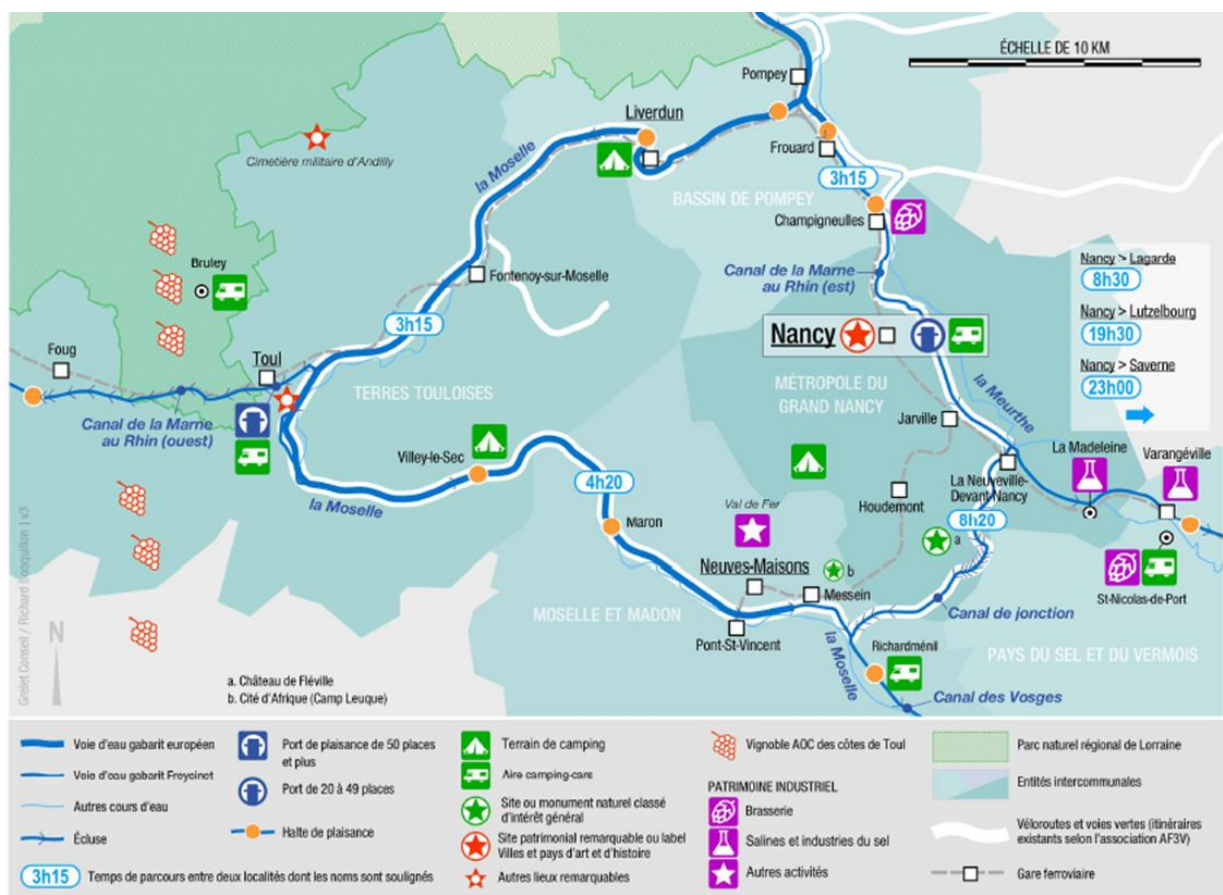 ÉCHELLE DE 10 KM
Pompey
Liverdun
Cimetière militaire d'Andilly
la Moselle
Frouard
3h15
BASSIN DE POMPEY
Champigneulles
Bruley
Fontenoy-sur-Moselle
Canal de la Marne
au Rhin (est)
Nancy > Lagarde
8h30
Nancy > Lutzelbourg
19h30
Nancy > Saverne
23h00
3h15
Nancy
Foug
Toul
TERRES TOULOISES
MÉTROPOLE DU
GRAND NANCY
la Meurthe
Canal de la Marne
au Rhin (ouest)
Jarville
Villey-le-Sec
La Madeleine
Varangéville
la Moselle
4h20
La Neuveville-
Devant-Nancy
Houdemont
Val de Fer
Maron
8h20
a
Neuves-Maisons
b
Messein
St-Nicolas-de-Port
MOSELLE ET MADON
Canal de jonction
Pont-St-Vincent
la Moselle
Richardménil
PAYS DU SEL ET DU VERMOIS
Canal des Vosges
N
a. Château de Fléville
b. Cité d'Afrique (Camp Leuque)
Grelet Conseil / Richard Bosquillon | v3
Voie d'eau gabarit européen
Voie d'eau gabarit Freycinet
Autres cours d'eau
Écluse
3h15 Temps de parcours entre deux localités dont les noms sont soulignés
Port de plaisance de 50 places
et plus
Port de 20 à 49 places
Halte de plaisance
Terrain de camping
Aire camping-care
Site ou monument naturel classé
d'intérêt général
Site patrimonial remarquable ou label
Villes et pays d'art et d'histoire
Autres lieux remarquables
Vignoble AOC des côtes de Toul
PATRIMOINE INDUSTRIEL
Brasserie
Salines et industries du sel
Autres activités
Parc naturel régional de Lorraine
Entités intercommunales
Véloroutes et voies vertes (itinéraires
existants selon l'association AF3V)
Gare ferroviaire